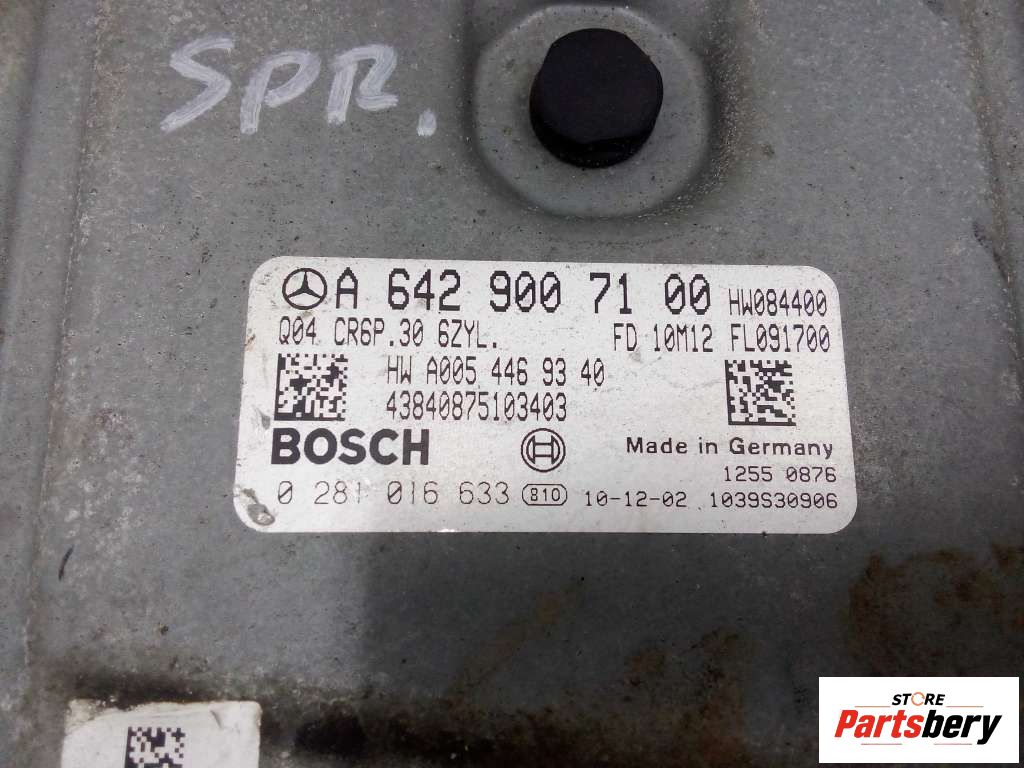 SPR.
A 642 900 71 00 HW084400
Q04 CR6P.30 6ZYL. FD 10M12 FL091700
HW A005 446 93 40
43840875103403
BOSCH Made in Germany
1255 0876
0 281 016 633 810 10-12-02 1039S30906
STORE
Partsbery